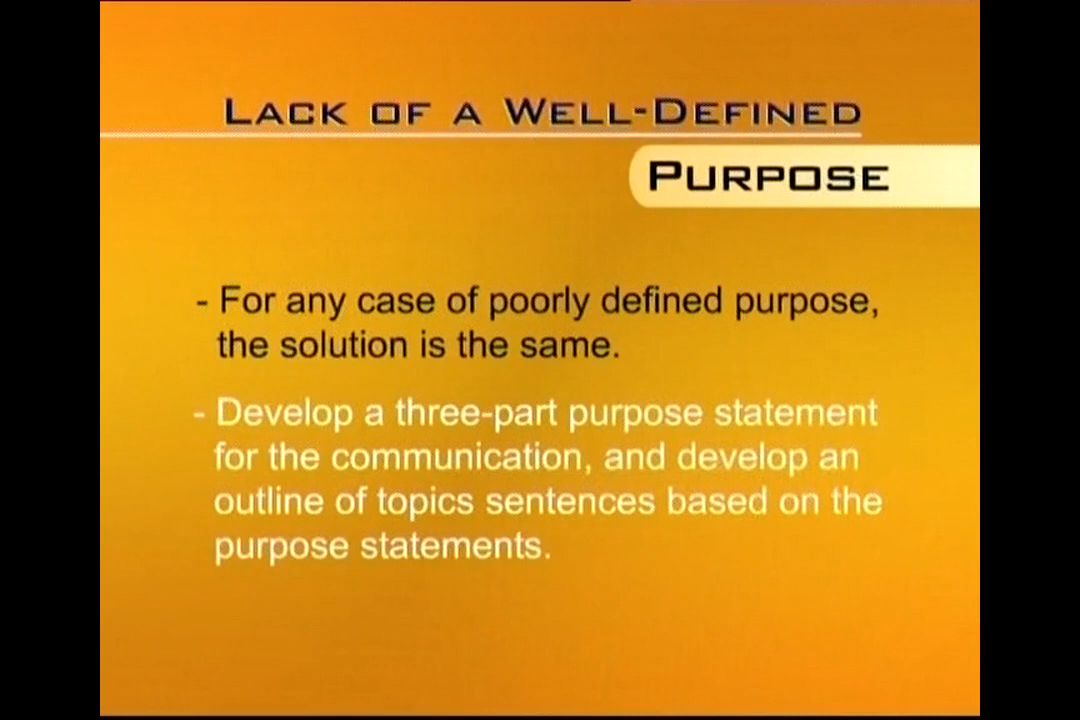 LACK OF A WELL-DEFINED
PURPOSE
- For any case of poorly defined purpose,
the solution is the same.
- Develop a three-part purpose statement
for the communication, and develop an
outline of topics sentences based on the
purpose statements.